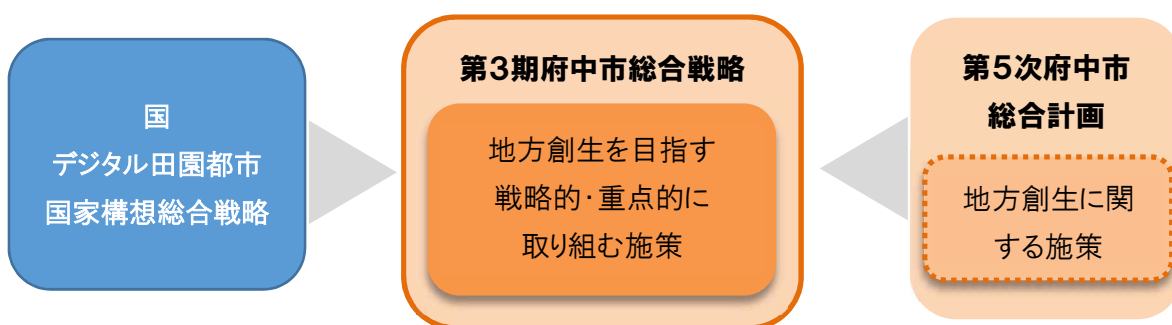 国
デジタル田園都市
国家構想総合戦略
第3期府中市総合戦略
地方創生を目指す
戦略的・重点的に
取り組む施策
第5次府中市
総合計画
地方創生に関
する施策